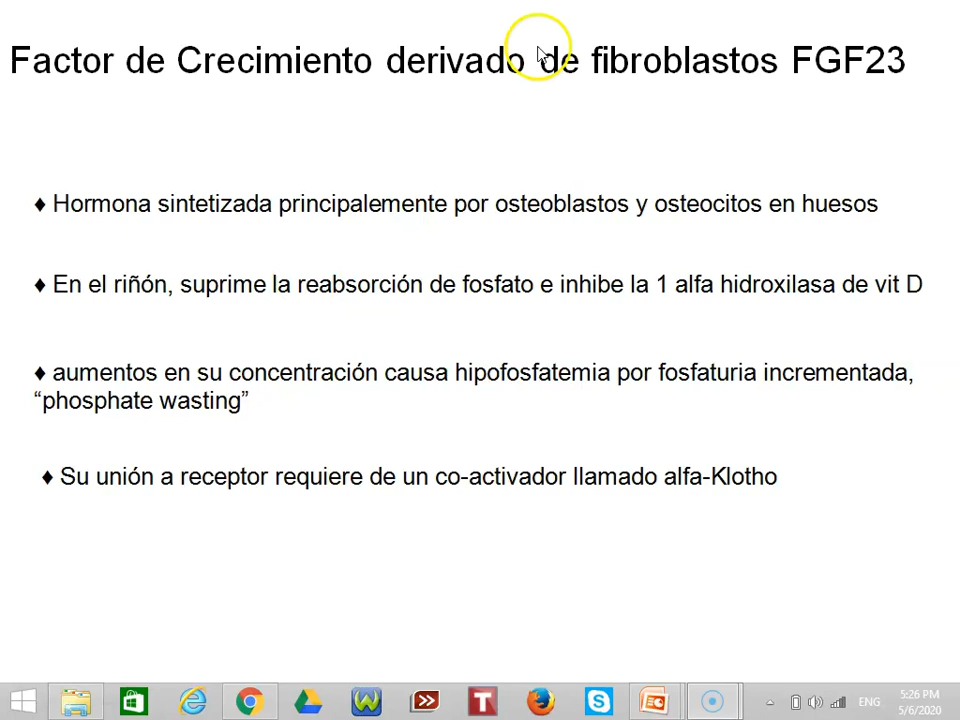 Factor de Crecimiento derivado de fibroblastos FGF23
♦ Hormona sintetizada principalemente por osteoblastos y osteocitos en huesos
♦ En el riñón, suprime la reabsorción de fosfato e inhibe la 1 alfa hidroxilasa de vit D
♦ aumentos en su concentración causa hipofosfatemia por fosfaturia incrementada,
“phosphate wasting”
♦ Su unión a receptor requiere de un co-activador llamado alfa-Klotho
ENG
5:26 PM
5/6/2020